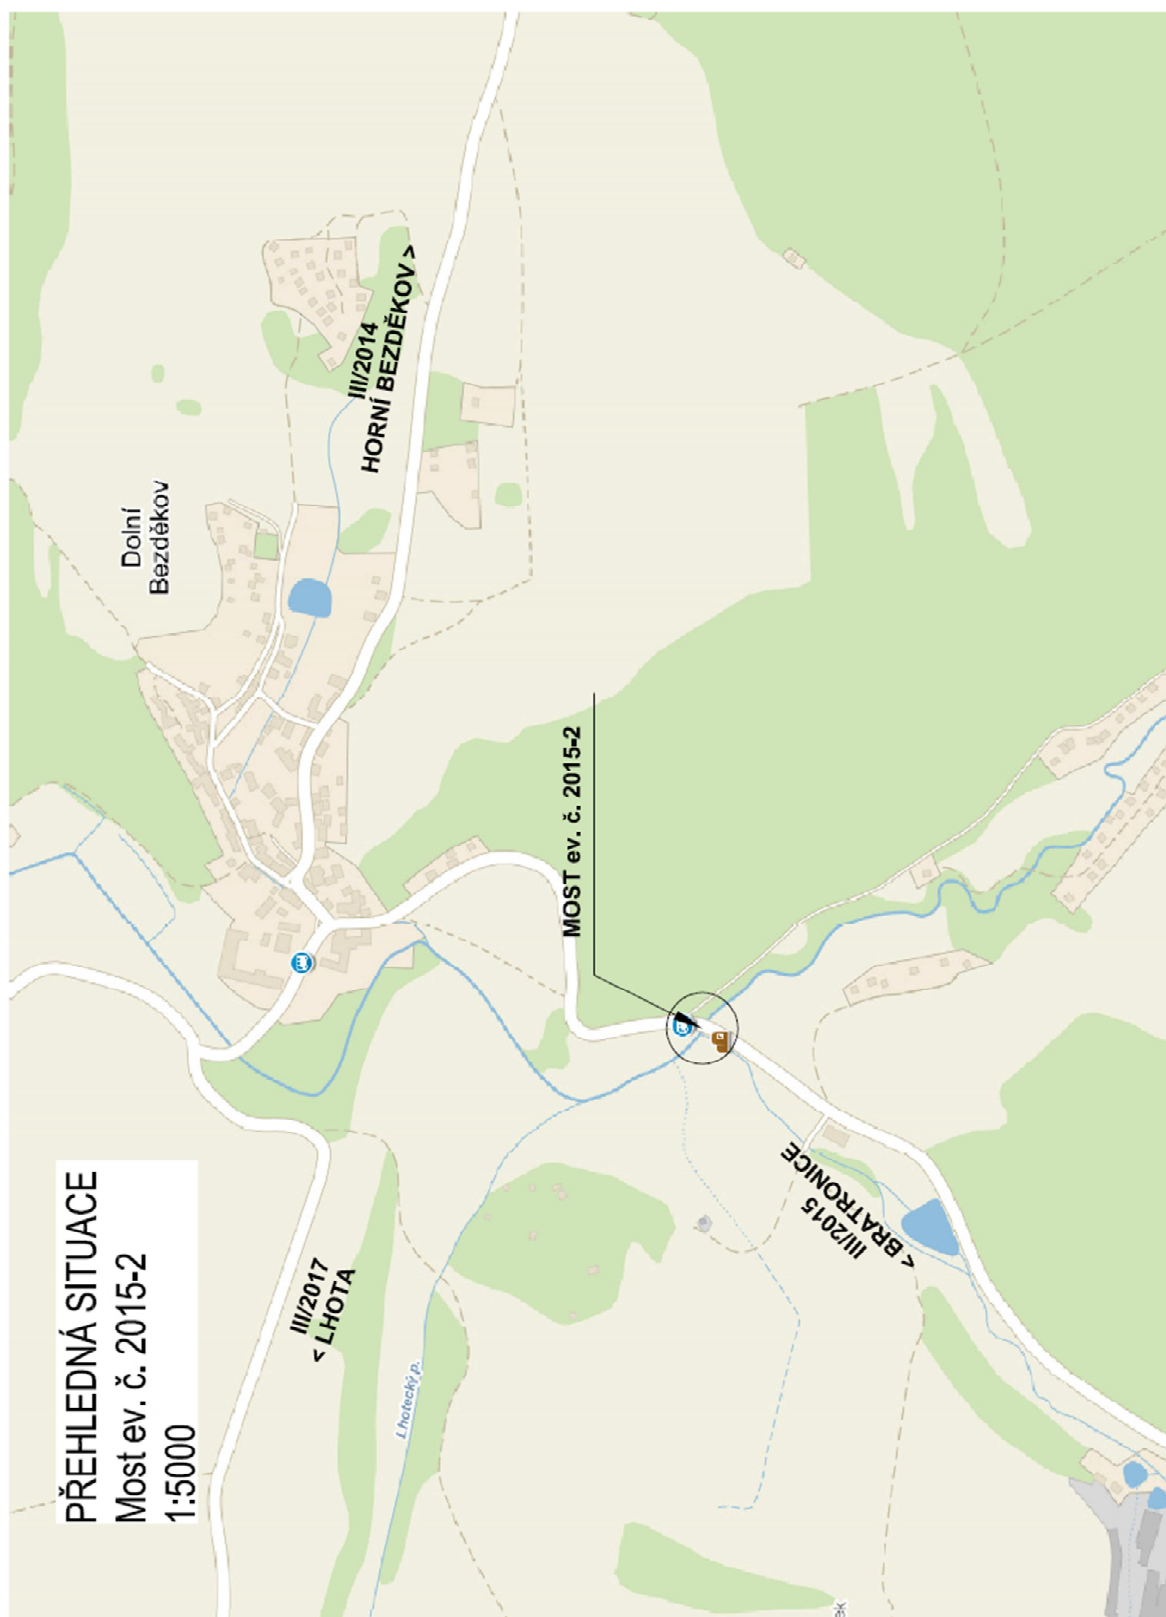 PŘEHLEDNÁ SITUACE
Most ev. č. 2015-2
1:5000
Dolní
Bezděkov
III/2014
HORNÍ BEZDĚKOV >
III/2017
< LHOTA
MOST ev. č. 2015-2
Lhotecký p.
III/2015
< BRATRONICE
ek